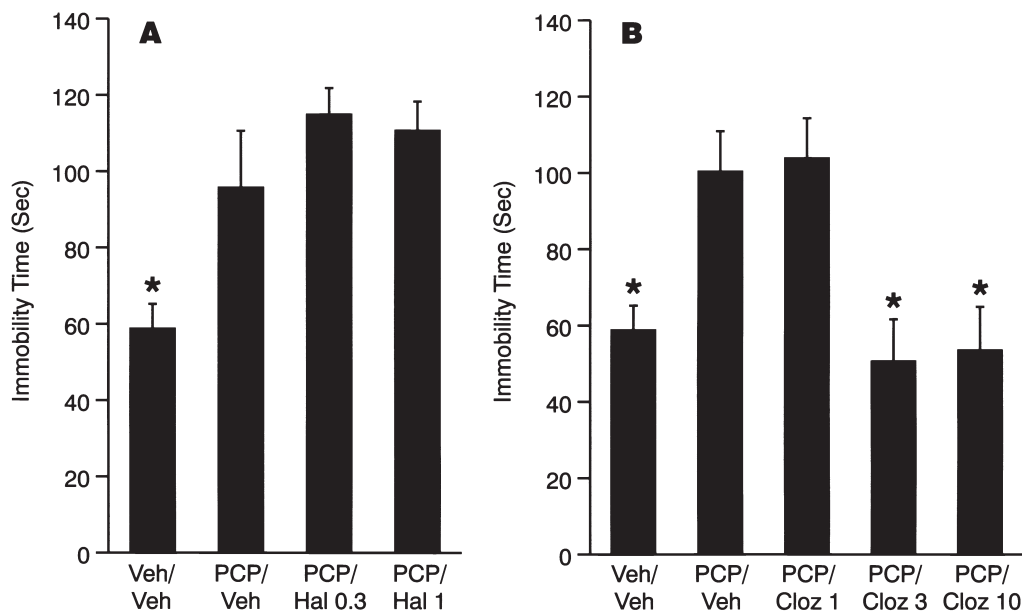 A
Immobility Time (Sec)
140
120
100
80
60
40
20
0
*
Veh/
Veh
PCP/
Veh
PCP/
Hal 0.3
PCP/
Hal 1
B
Immobility Time (Sec)
140
120
100
80
60
40
20
0
*
*
*
Veh/
Veh
PCP/
Veh
PCP/
Cloz 1
PCP/
Cloz 3
PCP/
Cloz 10